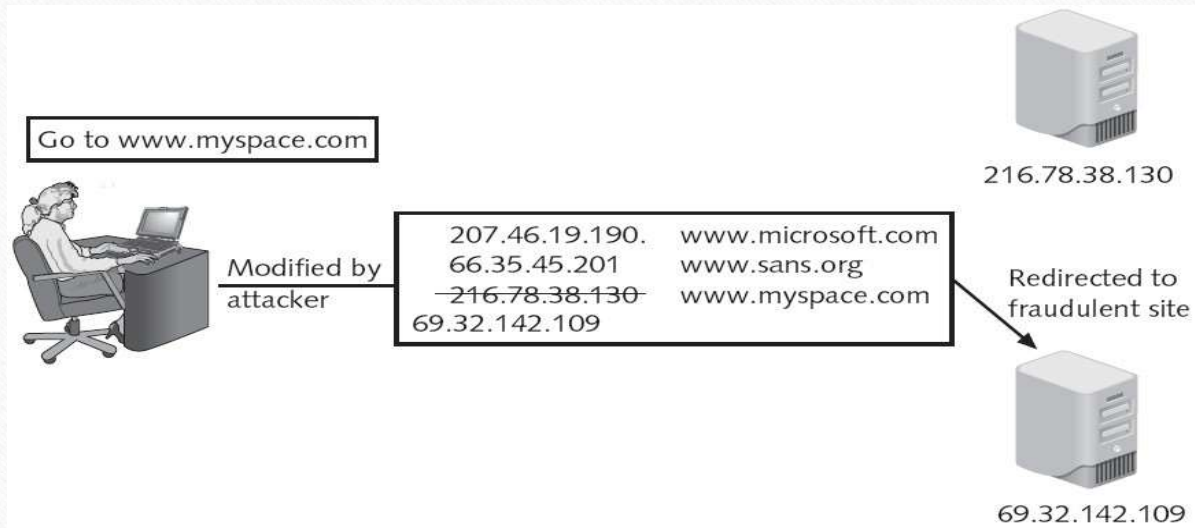 Go to www.myspace.com
216.78.38.130
Modified by
attacker
207.46.19.190. www.microsoft.com
66.35.45.201 www.sans.org
216.78.38.130 www.myspace.com
69.32.142.109
Redirected to
fraudulent site
69.32.142.109